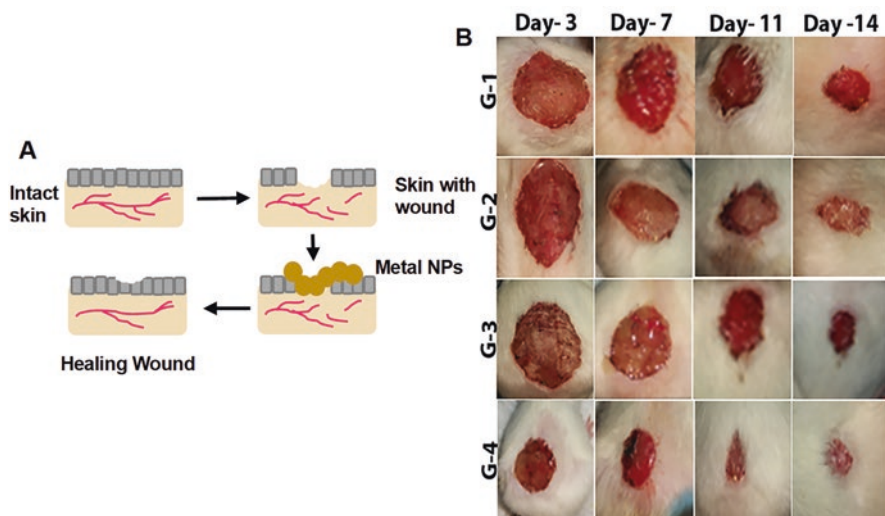 A
Intact
skin
Skin with
wound
Metal NPs
Healing Wound
B
Day- 3 Day- 7 Day- 11 Day -14
G-1
G-2
G-3
G-4